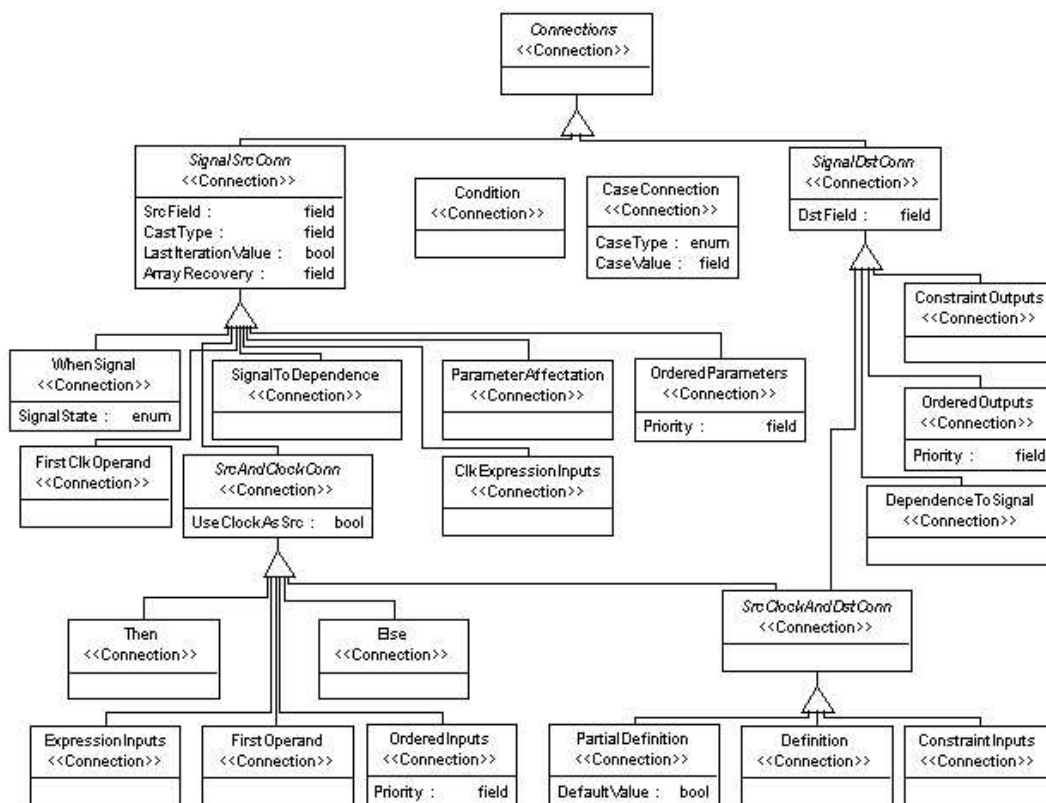 Connections
<<Connection>>
SignalSrcConn
<<Connection>>
SrcField : field
CastType : field
LastIterationValue : bool
ArrayRecovery : field
Condition
<<Connection>>
CaseConnection
<<Connection>>
CaseType : enum
CaseValue : field
SignalDstConn
<<Connection>>
DstField : field
ConstraintOutputs
<<Connection>>
WhenSignal
<<Connection>>
SignalState : enum
SignalToDependence
<<Connection>>
ParameterAffectation
<<Connection>>
OrderedParameters
<<Connection>>
Priority : field
OrderedOutputs
<<Connection>>
Priority : field
FirstClkOperand
<<Connection>>
SrcAndClockConn
<<Connection>>
UseClockAsSrc : bool
ClkExpressionInputs
<<Connection>>
DependenceToSignal
<<Connection>>
Then
<<Connection>>
Else
<<Connection>>
SrcClockAndDstConn
<<Connection>>
ExpressionInputs
<<Connection>>
FirstOperand
<<Connection>>
OrderedInputs
<<Connection>>
Priority : field
PartialDefinition
<<Connection>>
DefaultValue : bool
Definition
<<Connection>>
ConstraintInputs
<<Connection>>